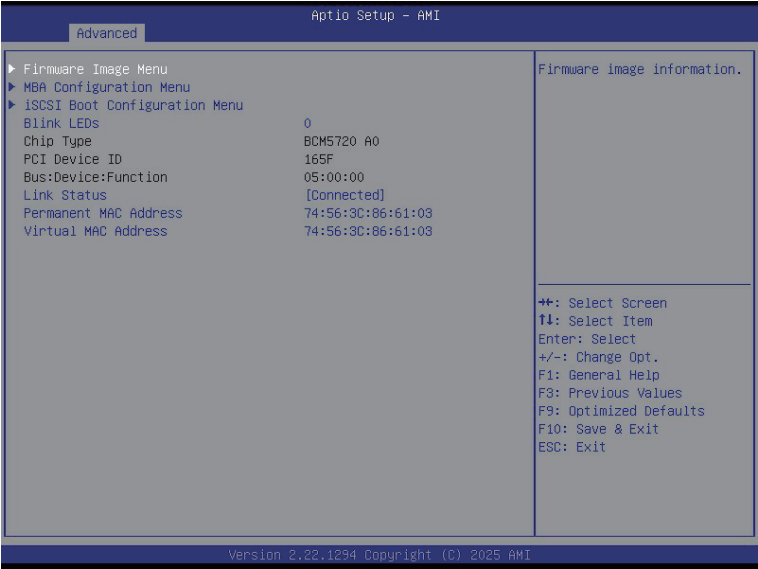 Aptio Setup – AMI
Advanced
Firmware Image Menu
MBA Configuration Menu
iSCSI Boot Configuration Menu
Blink LEDs 0
Chip Type BCM5720 A0
PCI Device ID 165F
Bus:Device:Function 05:00:00
Link Status [Connected]
Permanent MAC Address 74:56:3C:86:61:03
Virtual MAC Address 74:56:3C:86:61:03
Firmware image information.
→←: Select Screen
↑↓: Select Item
Enter: Select
+/-: Change Opt.
F1: General Help
F3: Previous Values
F9: Optimized Defaults
F10: Save & Exit
ESC: Exit
Version 2.22.1294 Copyright (C) 2025 AMI